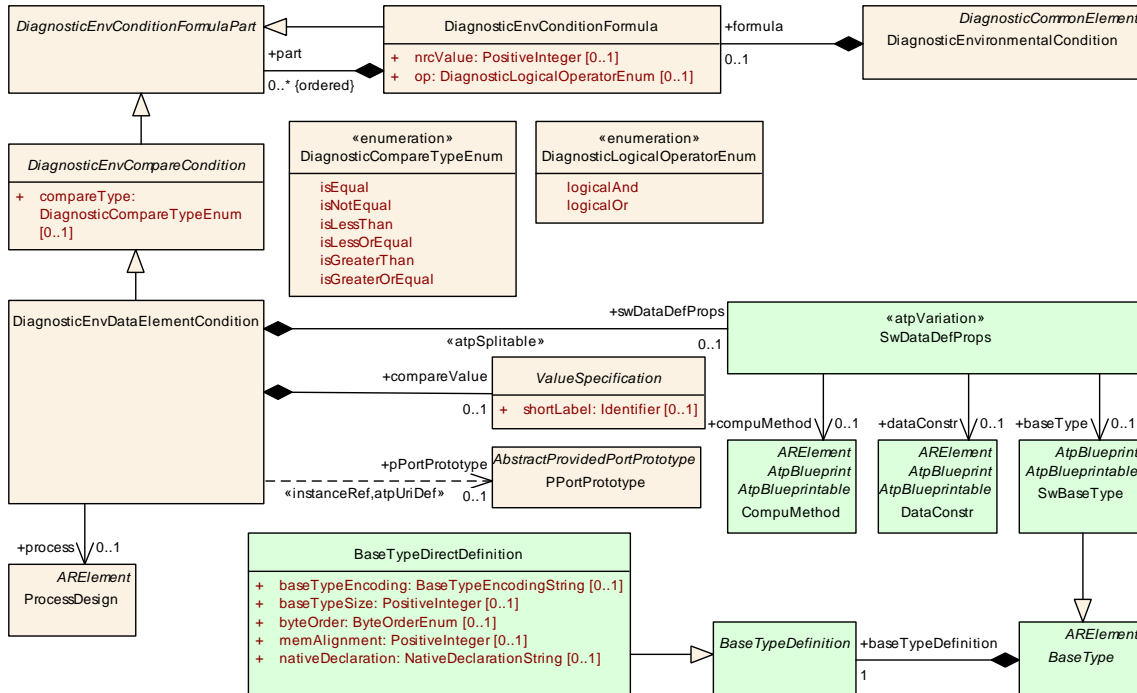 DiagnosticEnvConditionFormulaPart
+part
0..* {ordered}
DiagnosticEnvConditionFormula
+ nrcValue: PositiveInteger [0..1]
+ op: DiagnosticLogicalOperatorEnum [0..1]
+formula
0..1
DiagnosticCommonElement
DiagnosticEnvironmentalCondition
DiagnosticEnvCompareCondition
+ compareType:
DiagnosticCompareTypeEnum
[0..1]
«enumeration»
DiagnosticCompareTypeEnum
isEqual
isNotEqual
isLessThan
isLessOrEqual
isGreaterThan
isGreaterOrEqual
«enumeration»
DiagnosticLogicalOperatorEnum
logicalAnd
logicalOr
DiagnosticEnvDataElementCondition
+swDataDefProps
«atpSplitable»
0..1
«atpVariation»
SwDataDefProps
+compareValue
0..1
ValueSpecification
+ shortLabel: Identifier [0..1]
+pPortPrototype
«instanceRef,atpUriDef»
0..1
AbstractProvidedPortPrototype
PPortPrototype
+compuMethod
0..1
+dataConstr
0..1
+baseType
0..1
ARElement
AtpBlueprint
AtpBlueprintable
CompuMethod
ARElement
AtpBlueprint
AtpBlueprintable
DataConstr
AtpBlueprint
AtpBlueprintable
SwBaseType
+process
0..1
ARElement
ProcessDesign
BaseTypeDirectDefinition
+ baseTypeEncoding: BaseTypeEncodingString [0..1]
+ baseTypeSize: PositiveInteger [0..1]
+ byteOrder: ByteOrderEnum [0..1]
+ memAlignment: PositiveInteger [0..1]
+ nativeDeclaration: NativeDeclarationString [0..1]
BaseTypeDefinition
+baseTypeDefinition
1
ARElement
BaseType